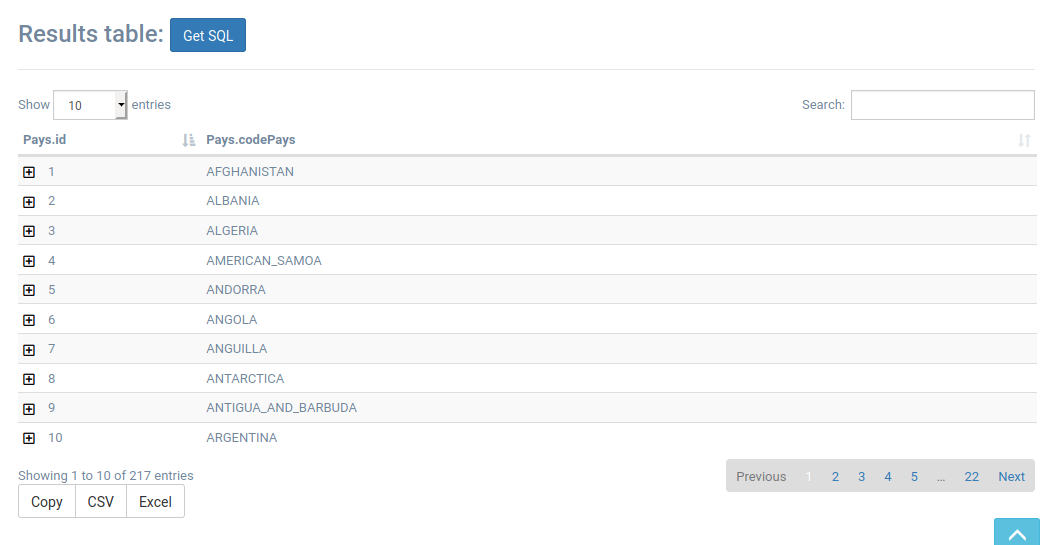 Results table: Get SQL
Show 10 entries Search:
Pays.id Pays.codePays
1 AFGHANISTAN
2 ALBANIA
3 ALGERIA
4 AMERICAN_SAMOA
5 ANDORRA
6 ANGOLA
7 ANGUILLA
8 ANTARCTICA
9 ANTIGUA_AND_BARBUDA
10 ARGENTINA
Showing 1 to 10 of 217 entries
Previous 1 2 3 4 5 … 22 Next
Copy CSV Excel